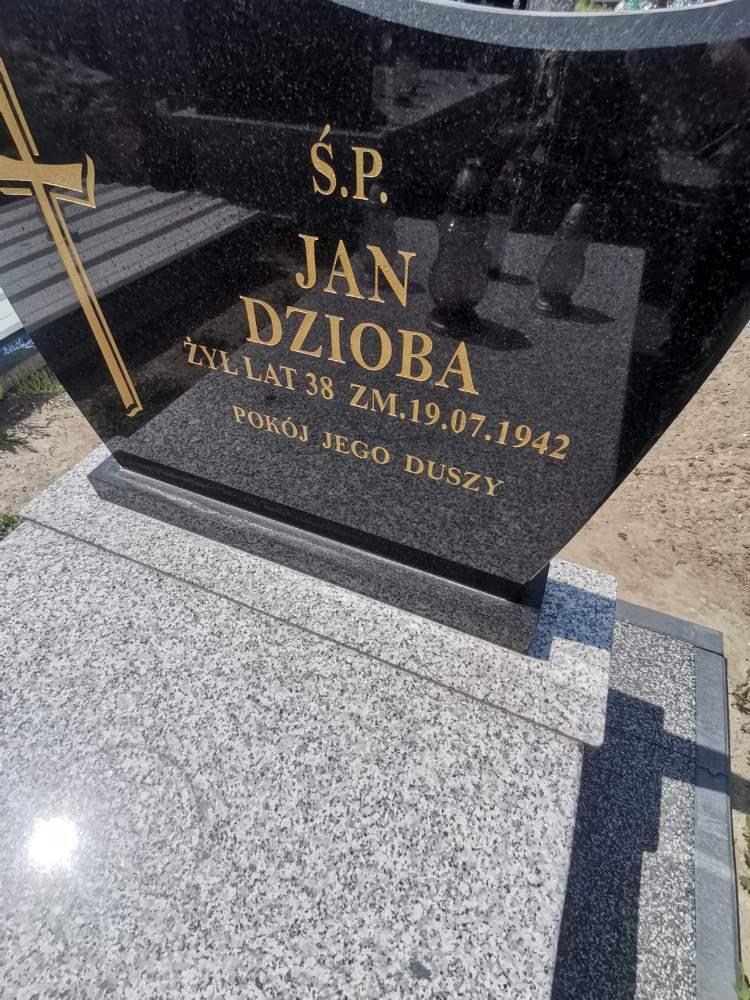 Ś.P.
JAN
DZIOBA
ŻYŁ LAT 38 ZM.19.07.1942
POKÓJ JEGO DUSZY